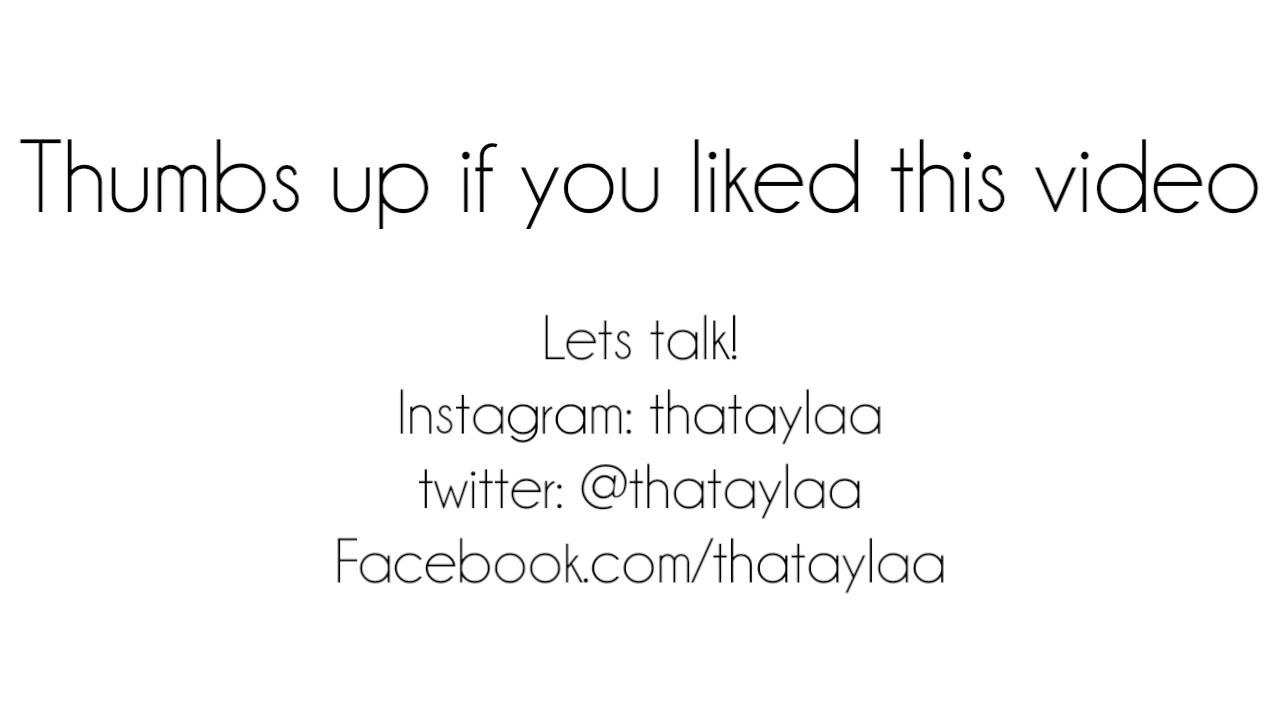 Thumbs up if you liked this video
Lets talk!
Instagram: thataylaa
twitter: @thataylaa
Facebook.com/thataylaa